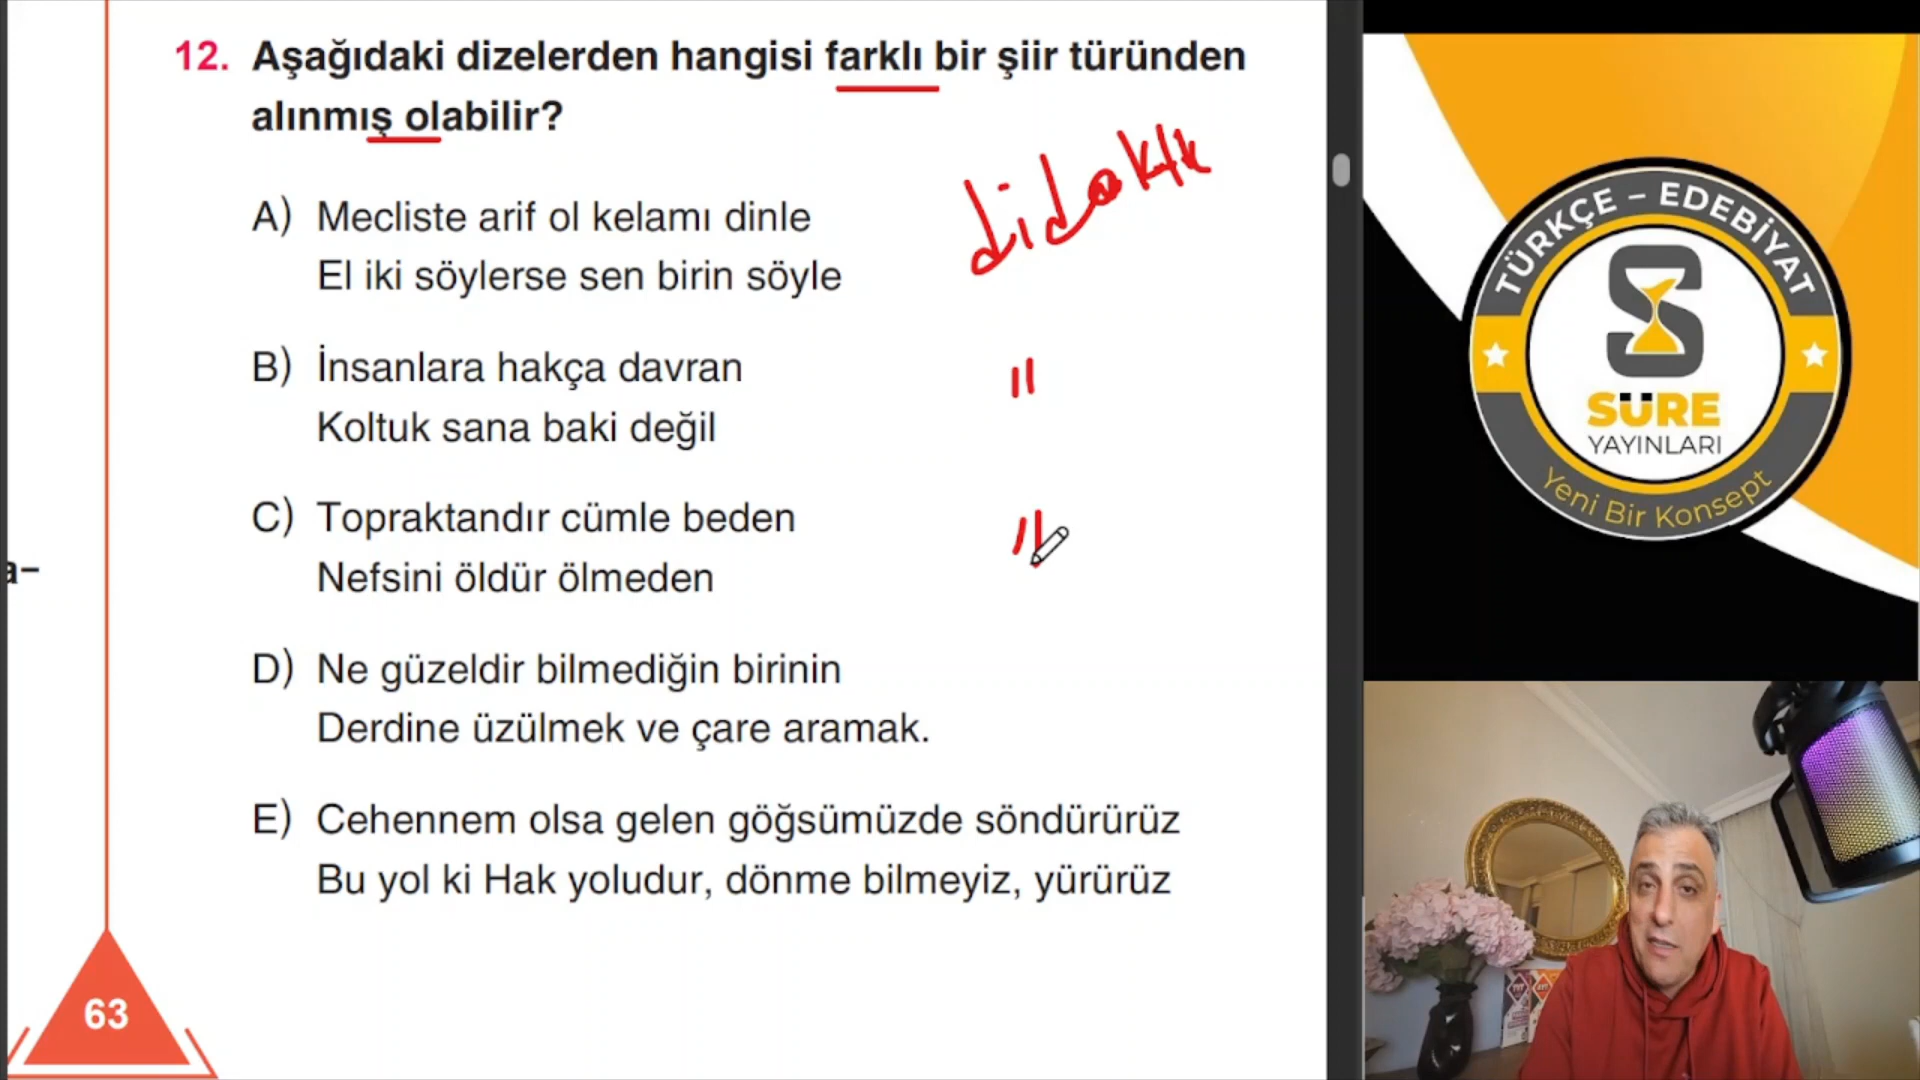 12. Aşağıdaki dizelerden hangisi farklı bir şiir türünden
alınmış olabilir?
didaktik
A) Mecliste arif ol kelamı dinle
El iki söylerse sen birin söyle
B) İnsanlara hakça davran
Koltuk sana baki değil
"
C) Topraktandır cümle beden
Nefsini öldür ölmeden
"
a–
D) Ne güzeldir bilmediğin birinin
Derdine üzülmek ve çare aramak.
E) Cehennem olsa gelen göğsümüzde söndürürüz
Bu yol ki Hak yoludur, dönme bilmeyiz, yürürüz
63
TÜRKÇE – EDEBİYAT
S
SÜRE
YAYINLARI
Yeni Bir Konsept